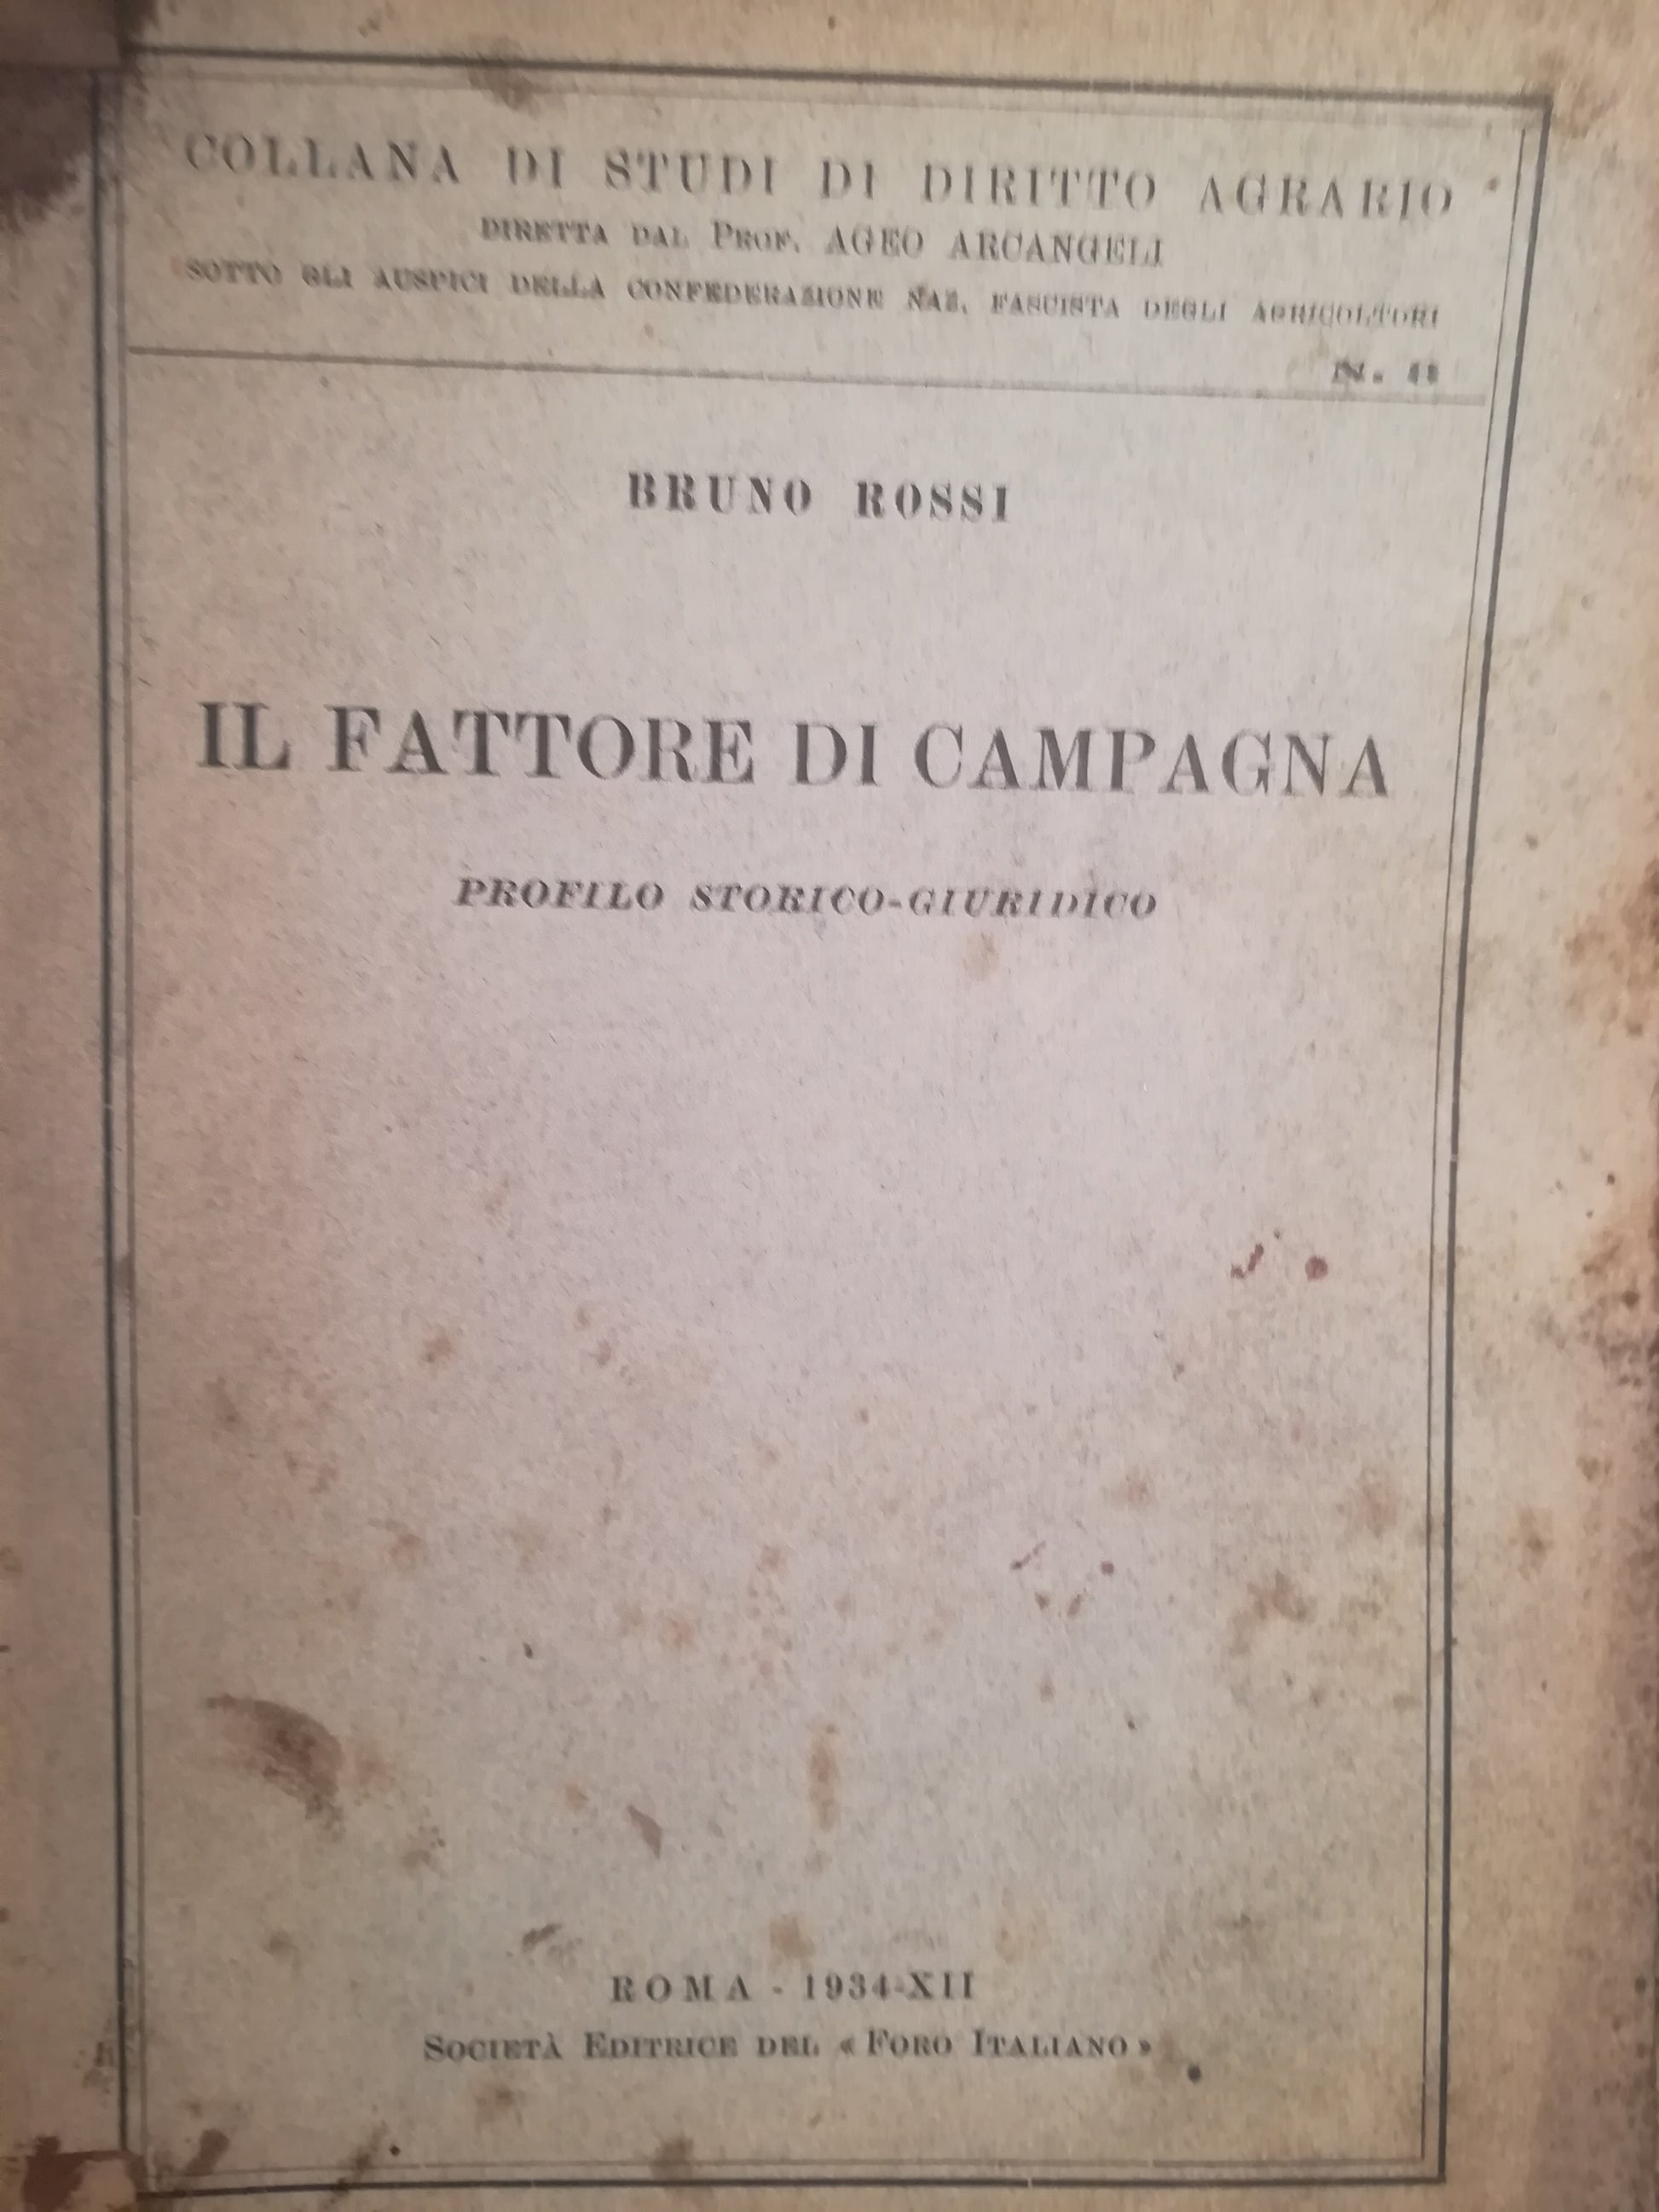 COLLANA DI STUDI DI DIRITTO AGRARIO
DIRETTA DAL PROF. AGEO ARCANGELI
SOTTO GLI AUSPICI DELLA CONFEDERAZIONE NAZ. FASCISTA DEGLI AGRICOLTORI
N.
BRUNO ROSSI
IL FATTORE DI CAMPAGNA
PROFILO STORICO-GIURIDICO
ROMA - 1934-XII
SOCIETÀ EDITRICE DEL « FORO ITALIANO »